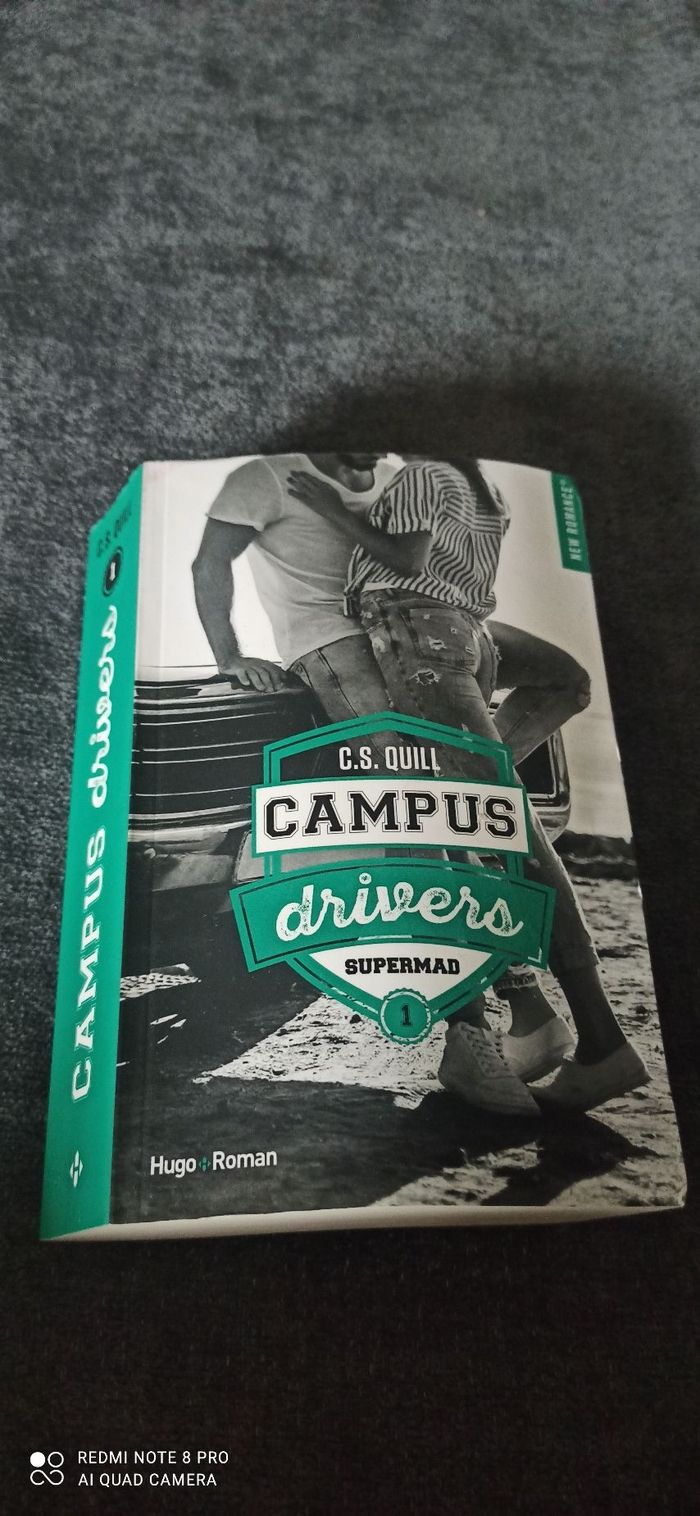 C.S. QUILL
1
CAMPUS drivers
NEW ROMANCE
C.S. QUILL
CAMPUS
drivers
SUPERMAD
1
Hugo Roman
REDMI NOTE 8 PRO
AI QUAD CAMERA